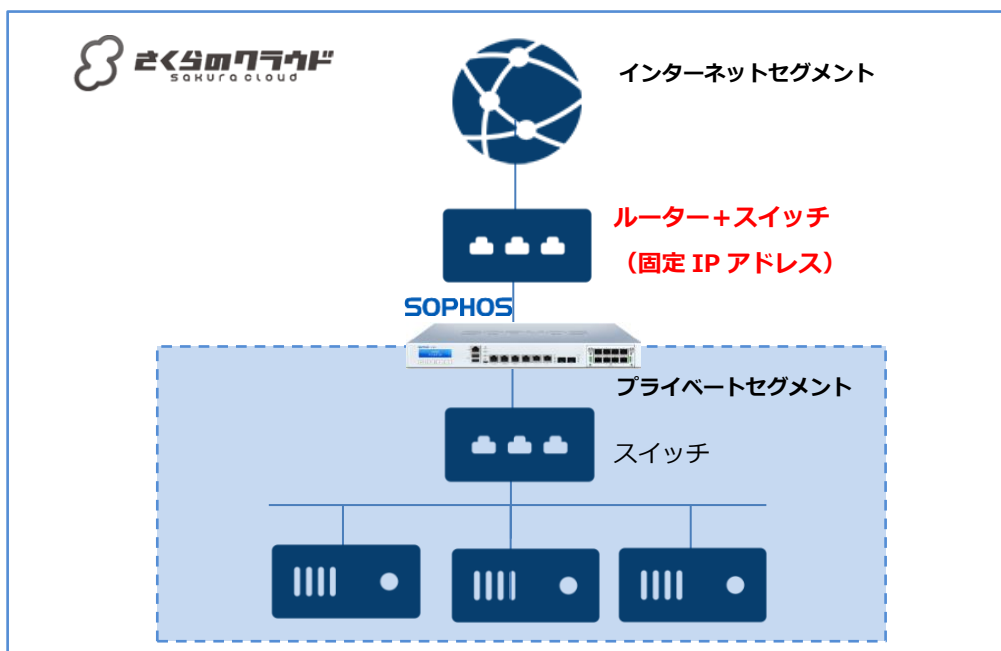 さくらのクラウド
SAKURA CLOUD
インターネットセグメント
ルーター+スイッチ
(固定 IP アドレス)
SOPHOS
プライベートセグメント
スイッチ